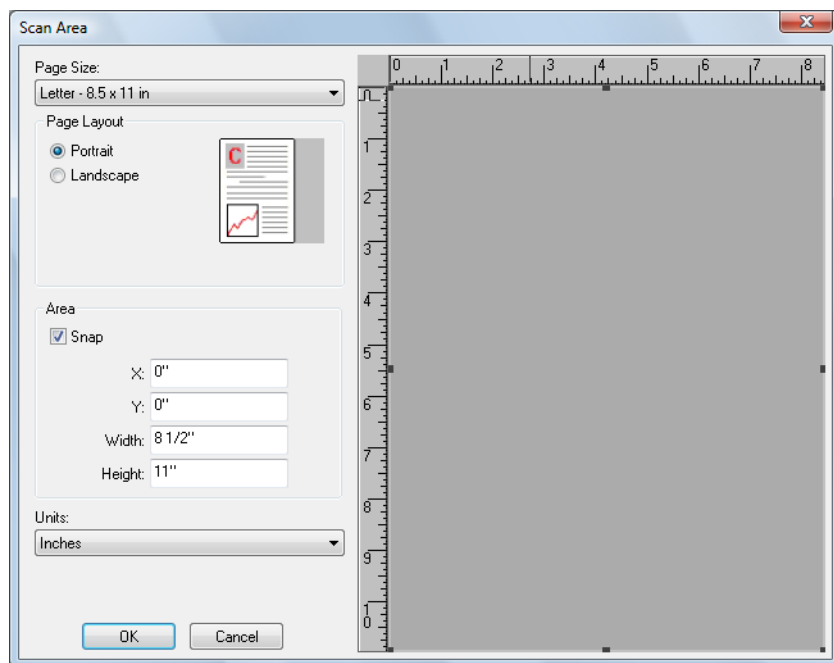 Scan Area
Page Size:
Letter - 8.5 x 11 in
Page Layout
Portrait
Landscape
C
Area
Snap
X: 0"
Y: 0"
Width: 8 1/2"
Height: 11"
Units:
Inches
OK Cancel
0 1 2 3 4 5 6 7 8
1
2
3
4
5
6
7
8
9
10